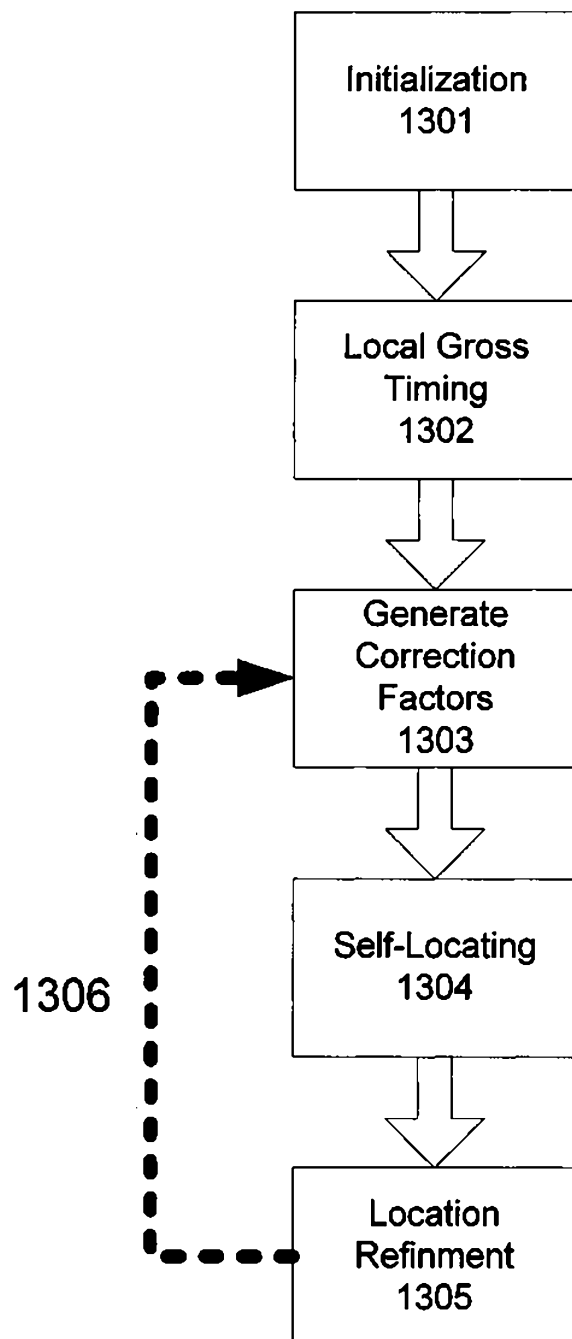 Initialization
1301
Local Gross
Timing
1302
Generate
Correction
Factors
1303
Self-Locating
1304
1306
Location
Refinment
1305